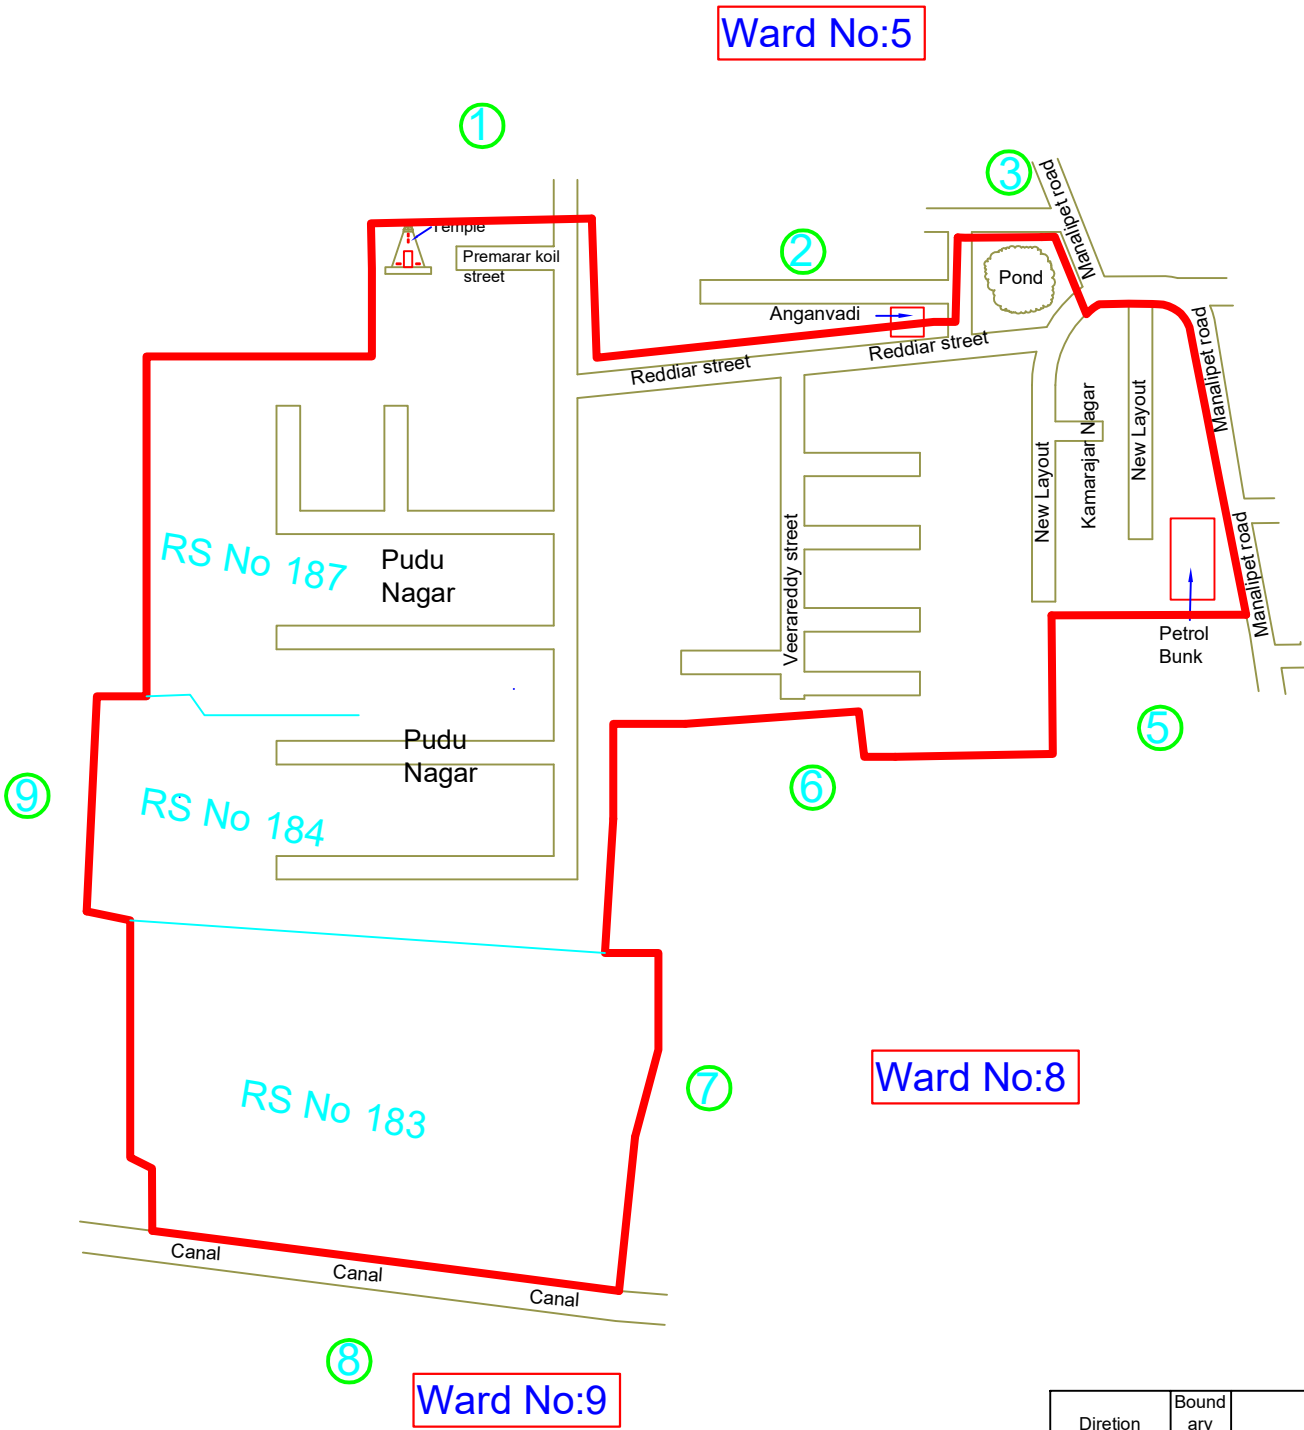 Ward No:5
1
3
Manalipet road
Temple
Premarar koil
street
2
Pond
Anganvadi
Reddiar street
Reddiar street
Manalipet road
New Layout
Kamarajar Nagar
New Layout
Veerareddy street
Manalipet road
RS No 187
Pudu
Nagar
Petrol
Bunk
5
Pudu
Nagar
6
9
RS No 184
Ward No:8
7
RS No 183
Canal
Canal
Canal
8
Ward No:9
Bound
Diretion
ary